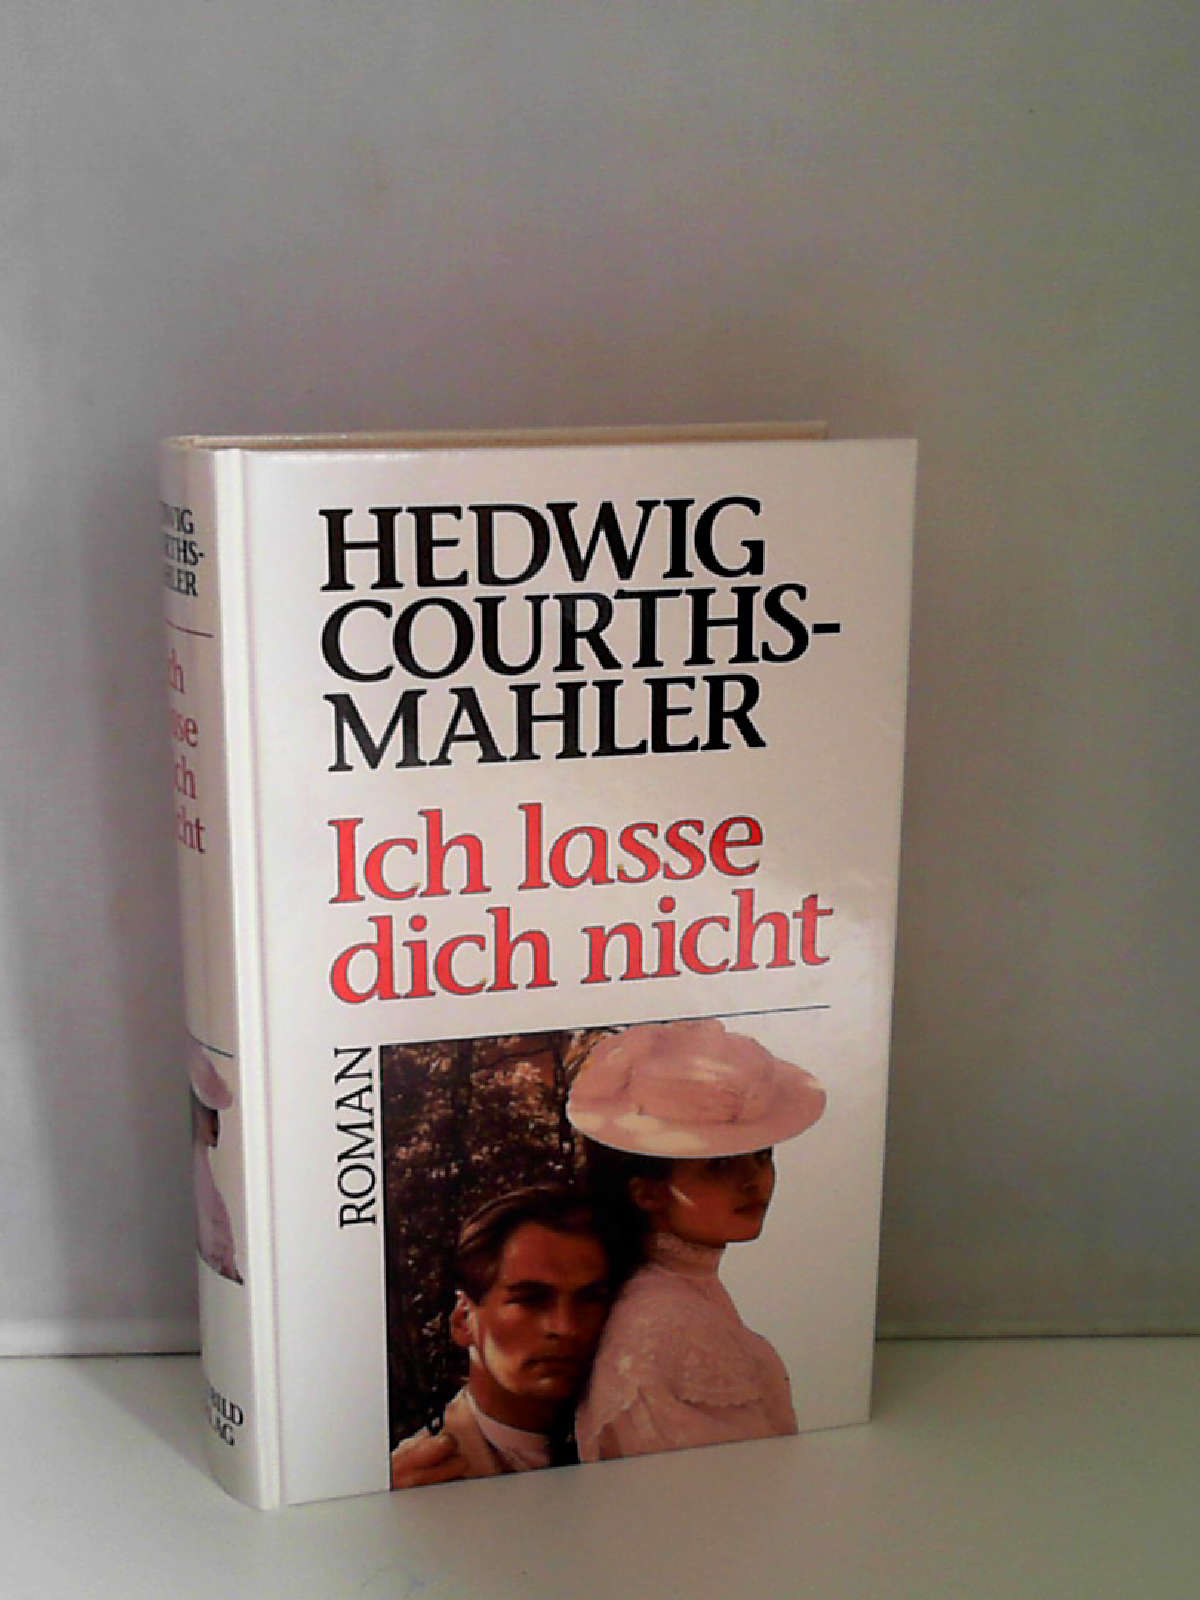 HEDWIG
COURTHS-
MAHLER
Ich lasse
dich nicht
ROMAN